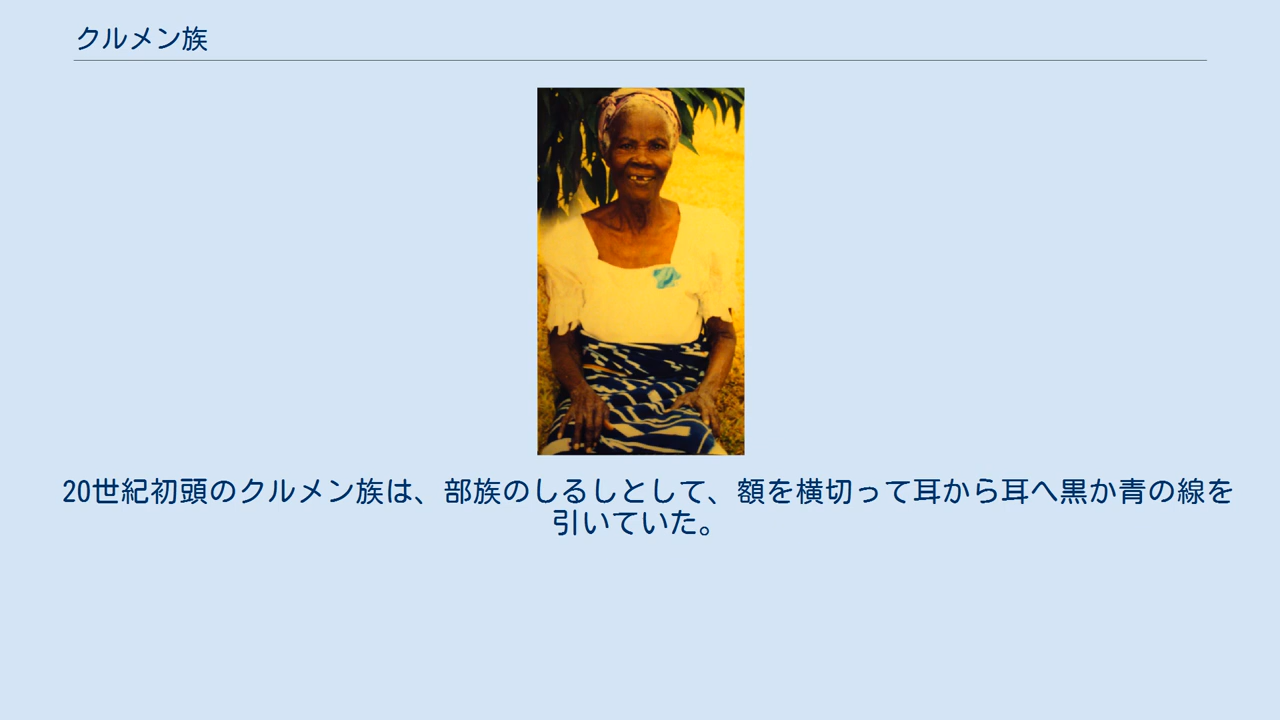 クルメン族
20世紀初頭のクルメン族は、部族のしるしとして、額を横切って耳から耳へ黒か青の線を
引いていた。